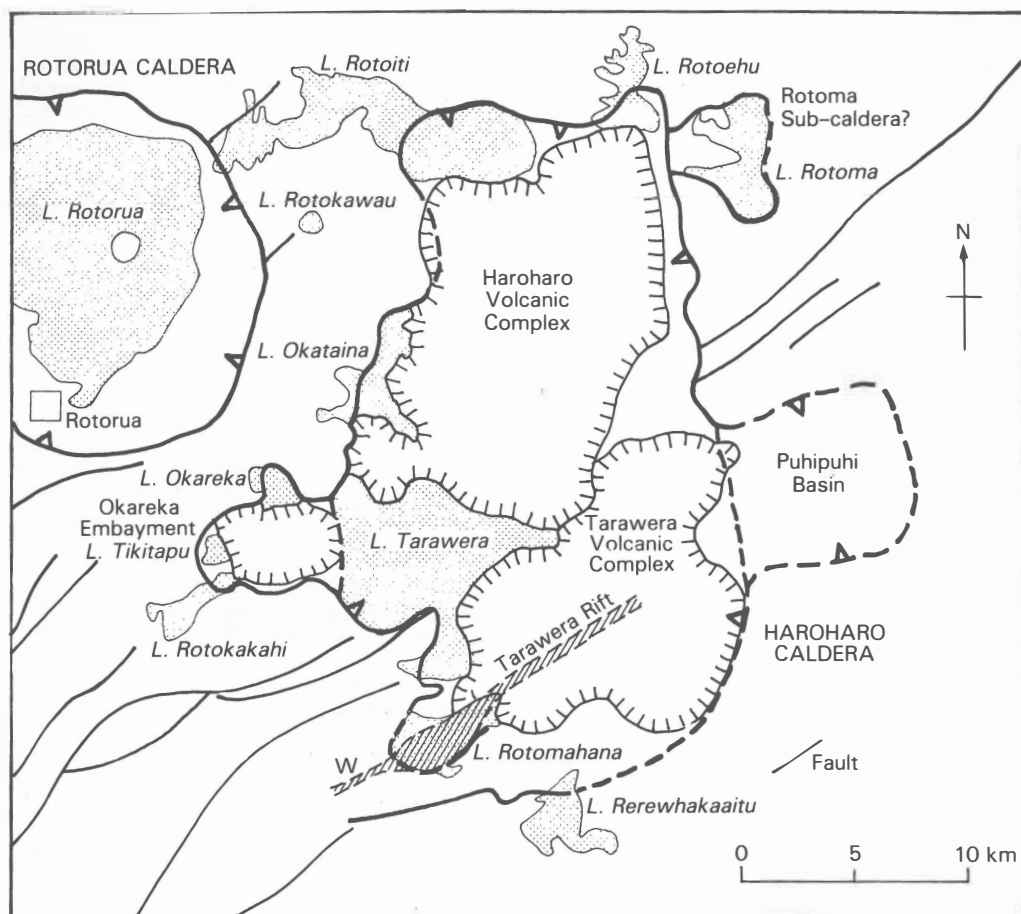 ROTORUA CALDERA
L. Rotoiti
L. Rotoehu
Rotoma
Sub-caldera?
L. Rotoma
L. Rotorua
L. Rotokawau
N
Haroharo
Volcanic
Complex
L. Okataina
Rotorua
L. Okareka
Okareka
Embayment
L. Tikitapu
L. Tarawera
Tarawera
Volcanic
Complex
Puhipuhi
Basin
Tarawera Rift
L. Rotokakahi
HAROHARO
CALDERA
W
L. Rotomahana
Fault
L. Rerewhakaaitu
0 5 10 km